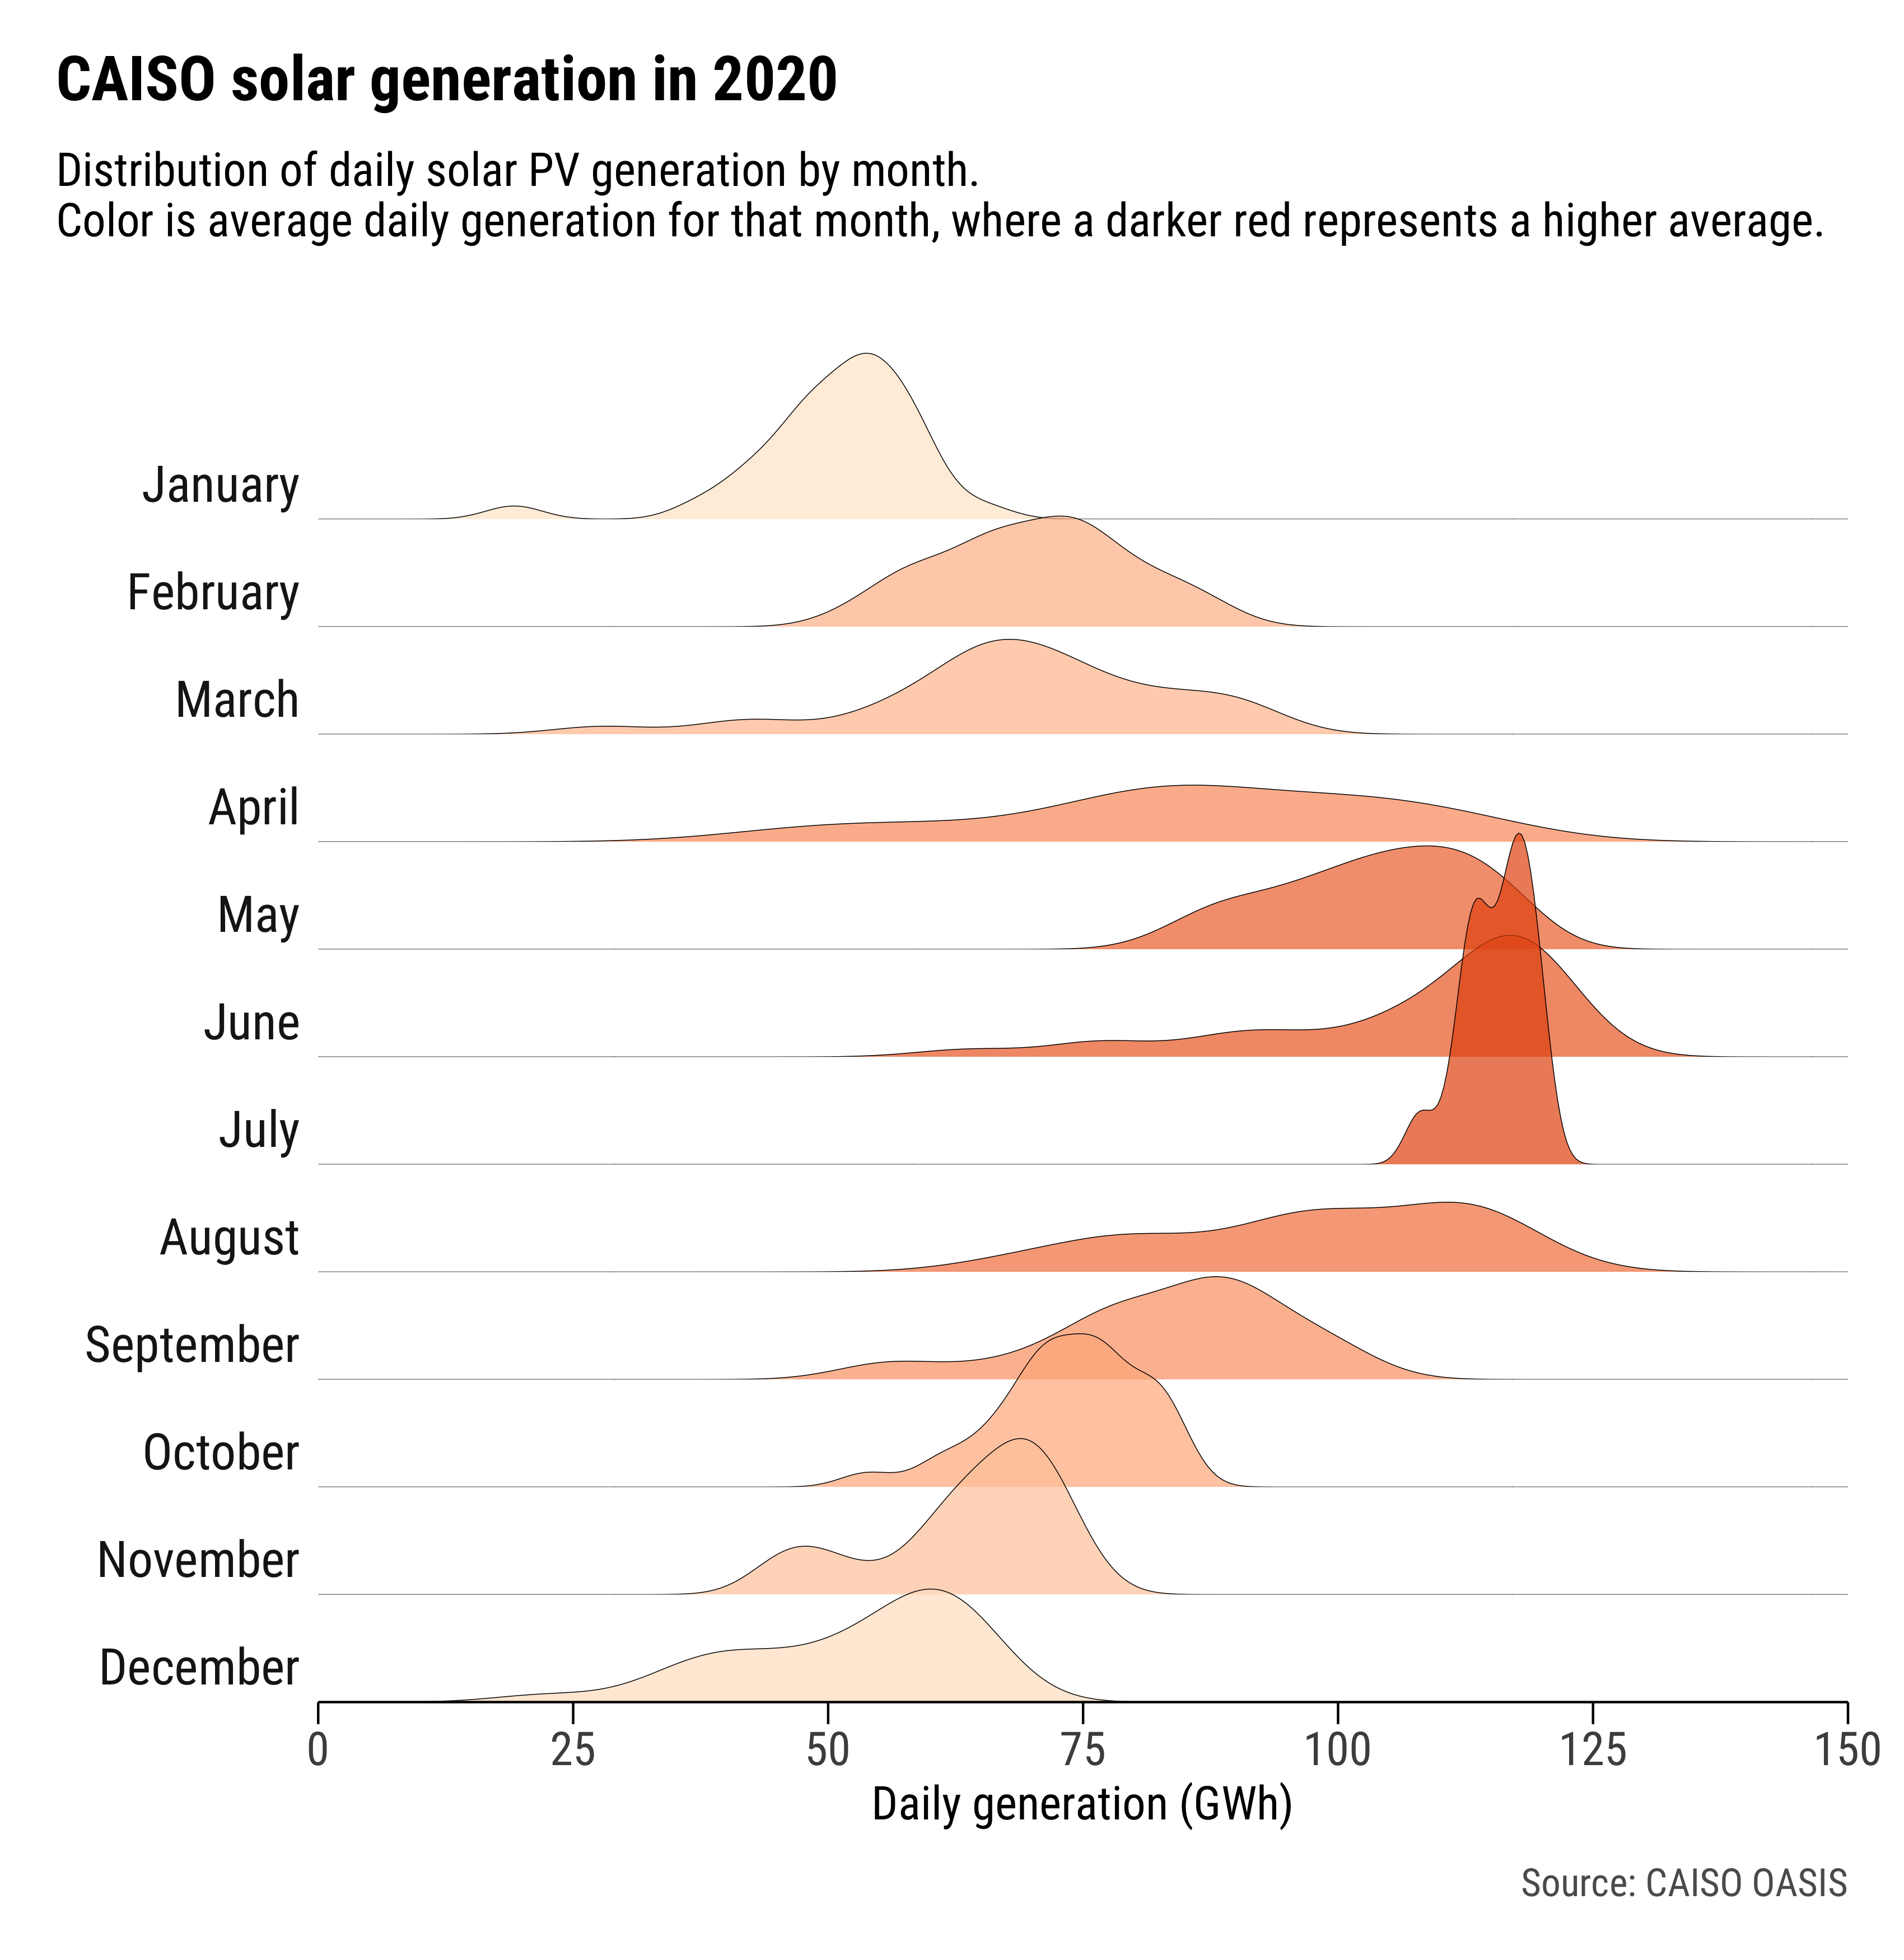 CAISO solar generation in 2020
Distribution of daily solar PV generation by month.
Color is average daily generation for that month, where a darker red represents a higher average.
January
February
March
April
May
June
July
August
September
October
November
December
0 25 50 75 100 125 150
Daily generation (GWh)
Source: CAISO OASIS